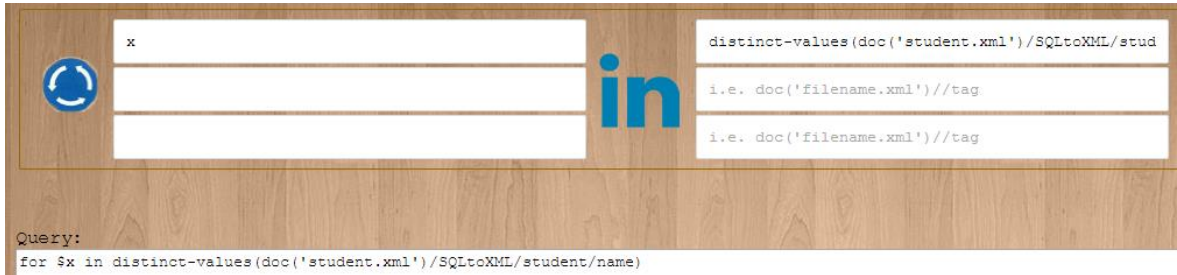 x
in
distinct-values(doc('student.xml')/SQLtoXML/stud
i.e. doc('filename.xml')//tag
i.e. doc('filename.xml')//tag
Query:
for $x in distinct-values(doc('student.xml')/SQLtoXML/student/name)